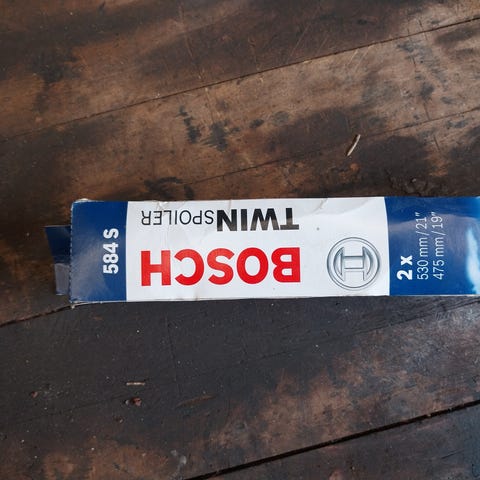 BOSCH
TWINSPOILER
584 S
2 x
530 mm / 21"
475 mm / 19"